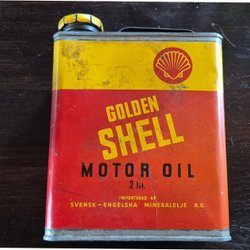 GOLDEN
SHELL
MOTOR OIL
2 lit.
IMPORTERAD AV
SVENSK-ENGELSKA MINERALOLJE A.B.